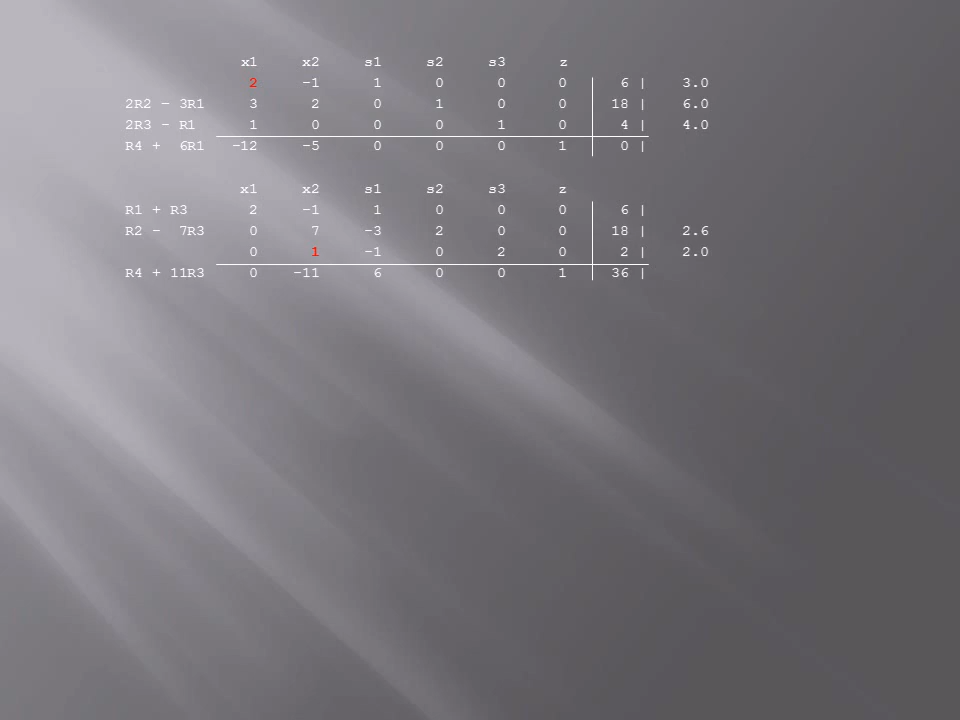 x1 x2 s1 s2 s3 z
2 -1 1 0 0 0 6 | 3.0
2R2 - 3R1 3 2 0 1 0 0 18 | 6.0
2R3 - R1 1 0 0 0 1 0 4 | 4.0
R4 + 6R1 -12 -5 0 0 0 1 0 |
x1 x2 s1 s2 s3 z
R1 + R3 2 -1 1 0 0 0 6 |
R2 - 7R3 0 7 -3 2 0 0 18 | 2.6
0 1 -1 0 2 0 2 | 2.0
R4 + 11R3 0 -11 6 0 0 1 36 |